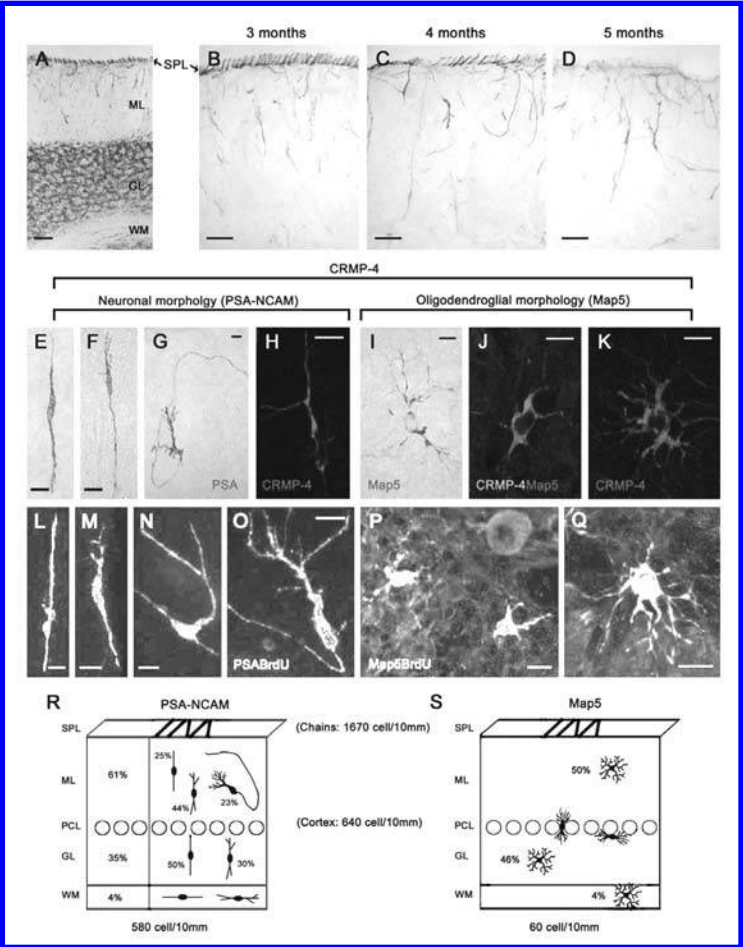 3 months 4 months 5 months
A SPL B C D
ML
GL
WM
CRMP-4
Neuronal morpholgy (PSA-NCAM) Oligodendroglial morphology (Map5)
E F G H I J K
PSA CRMP-4 Map5 CRMP-4Map5 CRMP-4
L M N O P Q
PSABrdU Map5BrdU
R S
PSA-NCAM Map5
SPL (Chains: 1670 cell/10mm) SPL
25%
ML 61% ML 50%
44% 23%
PCL (Cortex: 640 cell/10mm) PCL
GL 35% 50% 30% GL 46%
WM 4% WM 4%
580 cell/10mm 60 cell/10mm